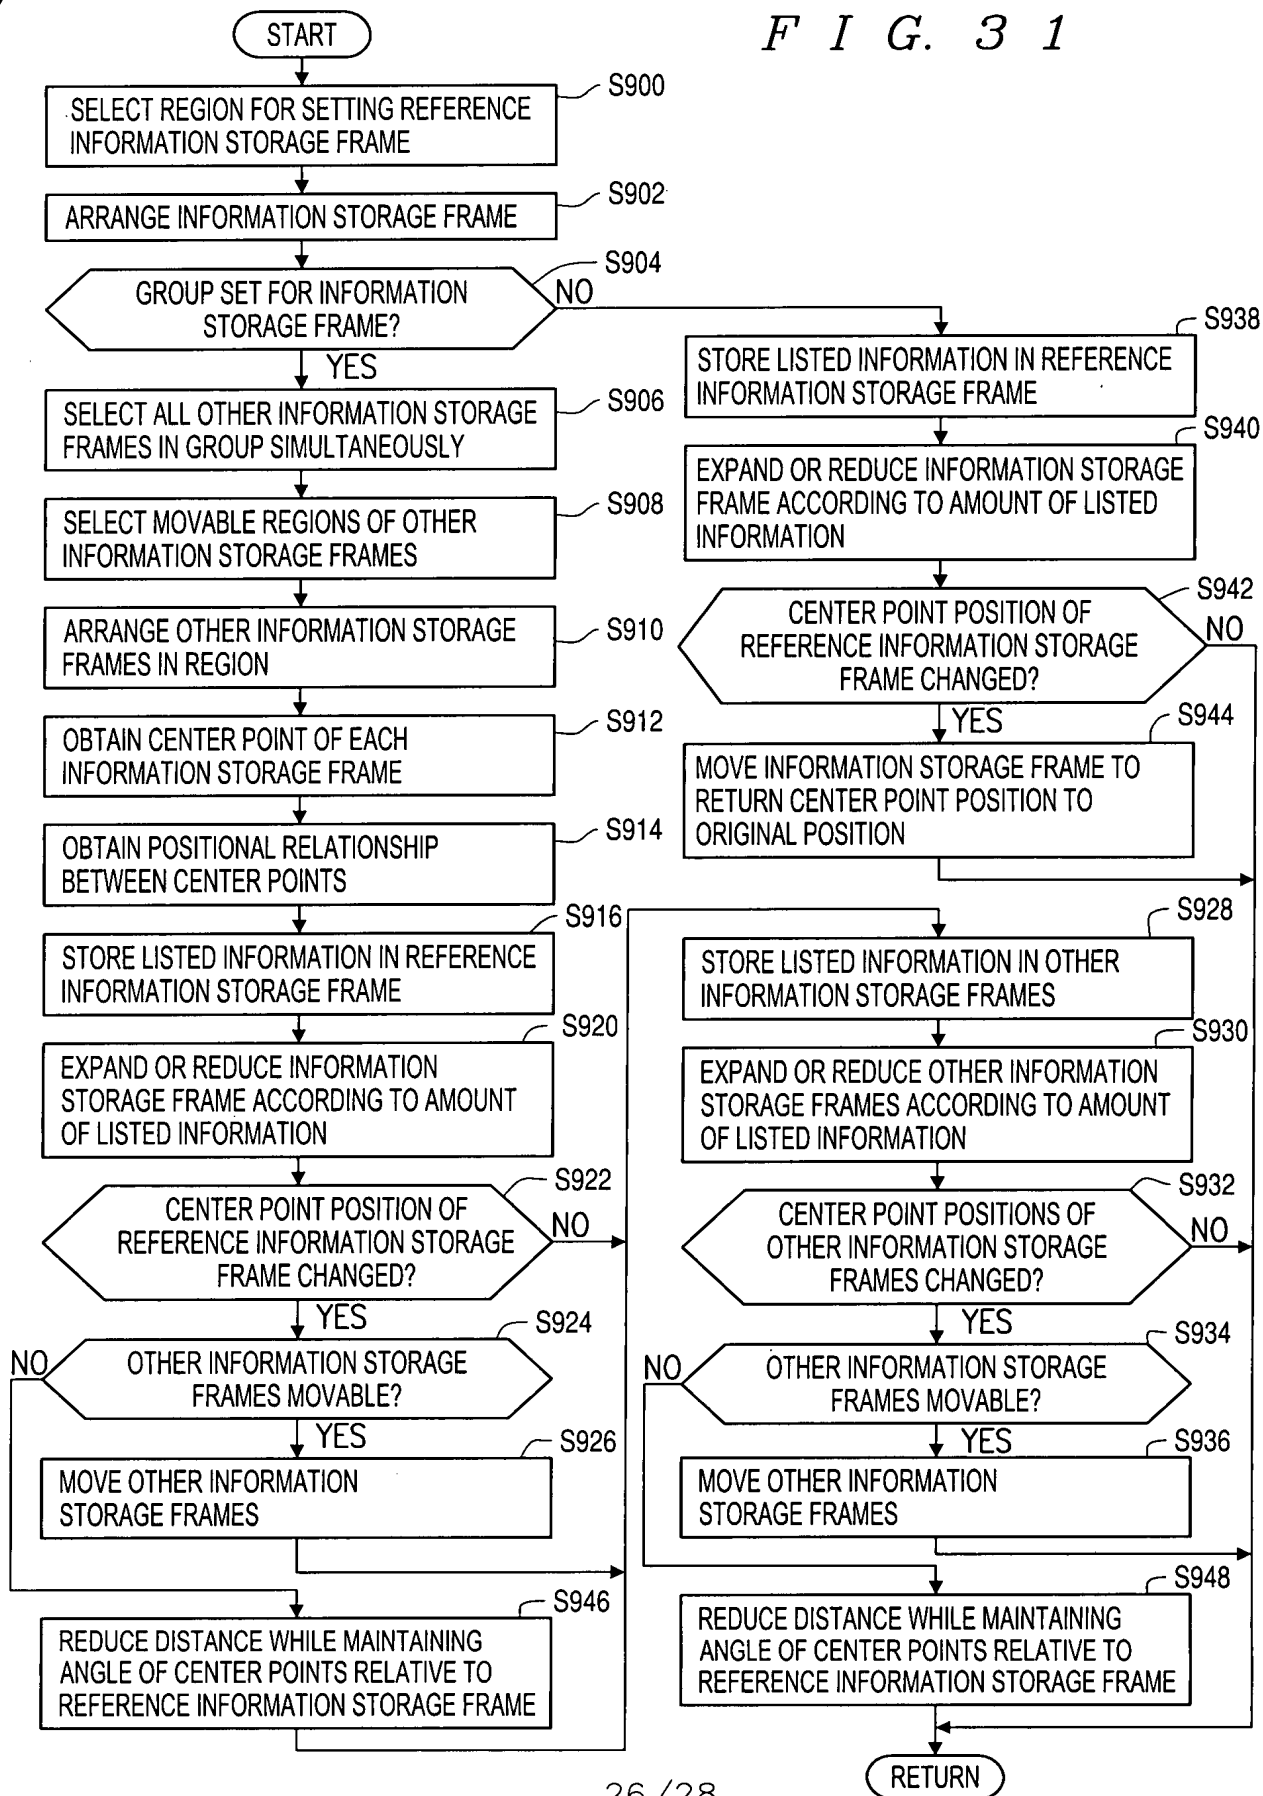 F I G. 3 1
START
S900
SELECT REGION FOR SETTING REFERENCE
INFORMATION STORAGE FRAME
S902
ARRANGE INFORMATION STORAGE FRAME
S904
GROUP SET FOR INFORMATION
STORAGE FRAME?
NO
YES
S906
SELECT ALL OTHER INFORMATION STORAGE
FRAMES IN GROUP SIMULTANEOUSLY
S908
SELECT MOVABLE REGIONS OF OTHER
INFORMATION STORAGE FRAMES
S910
ARRANGE OTHER INFORMATION STORAGE
FRAMES IN REGION
S912
OBTAIN CENTER POINT OF EACH
INFORMATION STORAGE FRAME
S914
OBTAIN POSITIONAL RELATIONSHIP
BETWEEN CENTER POINTS
S916
STORE LISTED INFORMATION IN REFERENCE
INFORMATION STORAGE FRAME
S920
EXPAND OR REDUCE INFORMATION
STORAGE FRAME ACCORDING TO AMOUNT
OF LISTED INFORMATION
S922
CENTER POINT POSITION OF
REFERENCE INFORMATION STORAGE
FRAME CHANGED?
NO
YES
S924
NO
OTHER INFORMATION STORAGE
FRAMES MOVABLE?
YES
S926
MOVE OTHER INFORMATION
STORAGE FRAMES
S946
REDUCE DISTANCE WHILE MAINTAINING
ANGLE OF CENTER POINTS RELATIVE TO
REFERENCE INFORMATION STORAGE FRAME
S938
STORE LISTED INFORMATION IN REFERENCE
INFORMATION STORAGE FRAME
S940
EXPAND OR REDUCE INFORMATION STORAGE
FRAME ACCORDING TO AMOUNT OF LISTED
INFORMATION
S942
CENTER POINT POSITION OF
REFERENCE INFORMATION STORAGE
FRAME CHANGED?
NO
YES
S944
MOVE INFORMATION STORAGE FRAME TO
RETURN CENTER POINT POSITION TO
ORIGINAL POSITION
S928
STORE LISTED INFORMATION IN OTHER
INFORMATION STORAGE FRAMES
S930
EXPAND OR REDUCE OTHER INFORMATION
STORAGE FRAMES ACCORDING TO AMOUNT
OF LISTED INFORMATION
S932
CENTER POINT POSITIONS OF
OTHER INFORMATION STORAGE
FRAMES CHANGED?
NO
YES
S934
NO
OTHER INFORMATION STORAGE
FRAMES MOVABLE?
YES
S936
MOVE OTHER INFORMATION
STORAGE FRAMES
S948
REDUCE DISTANCE WHILE MAINTAINING
ANGLE OF CENTER POINTS RELATIVE TO
REFERENCE INFORMATION STORAGE FRAME
RETURN
26/28